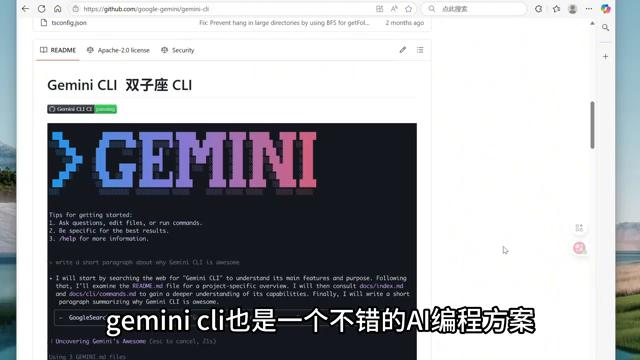 https://github.com/google-gemini/gemini-cli
点此搜索
tsconfig.json
Fix: Prevent hang in large directories by using BFS for getFol...
2 months ago
README
Apache-2.0 license
Security
Gemini CLI 双子座 CLI
Gemini CLI CI passing
GEMINI
Tips for getting started:
1. Ask questions, edit files, or run commands.
2. Be specific for the best results.
3. /help for more information.
> write a short paragraph about why Gemini CLI is awesome
I will start by searching the web for "Gemini CLI" to understand its main features and purpose. Following
that, I'll examine the README.md file for a project-specific overview. I will then consult docs/index.md
and docs/cli/commands.md to gain a deeper understanding of its capabilities. Finally, I will write a short
paragraph summarizing why Gemini CLI is awesome.
GoogleSear
gemini cli也是一个不错的AI编程方案
Uncovering Gemini's Awesome (esc to cancel, 21s)
Using 3 GEMINI.md files